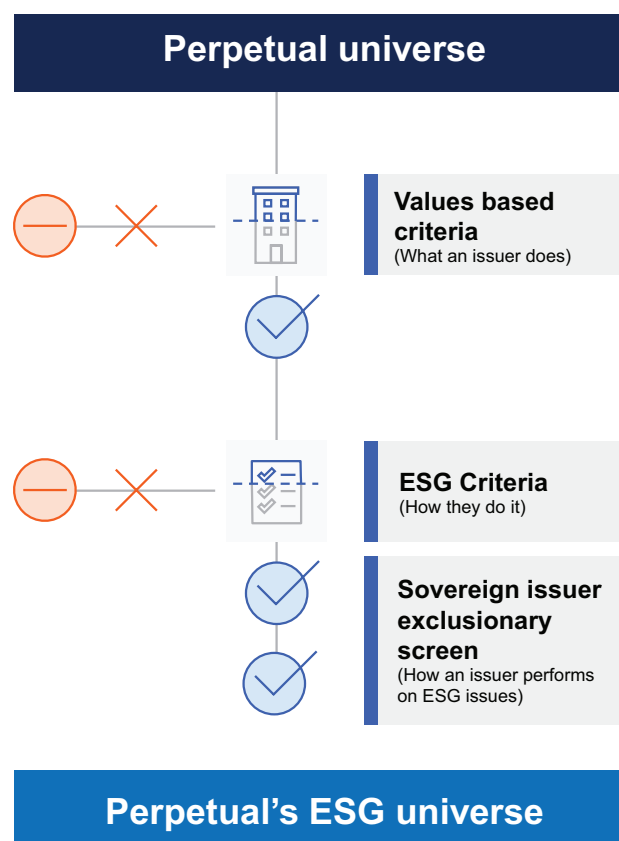 Perpetual universe
Values based
criteria
(What an issuer does)
ESG Criteria
(How they do it)
Sovereign issuer
exclusionary
screen
(How an issuer performs
on ESG issues)
Perpetual’s ESG universe